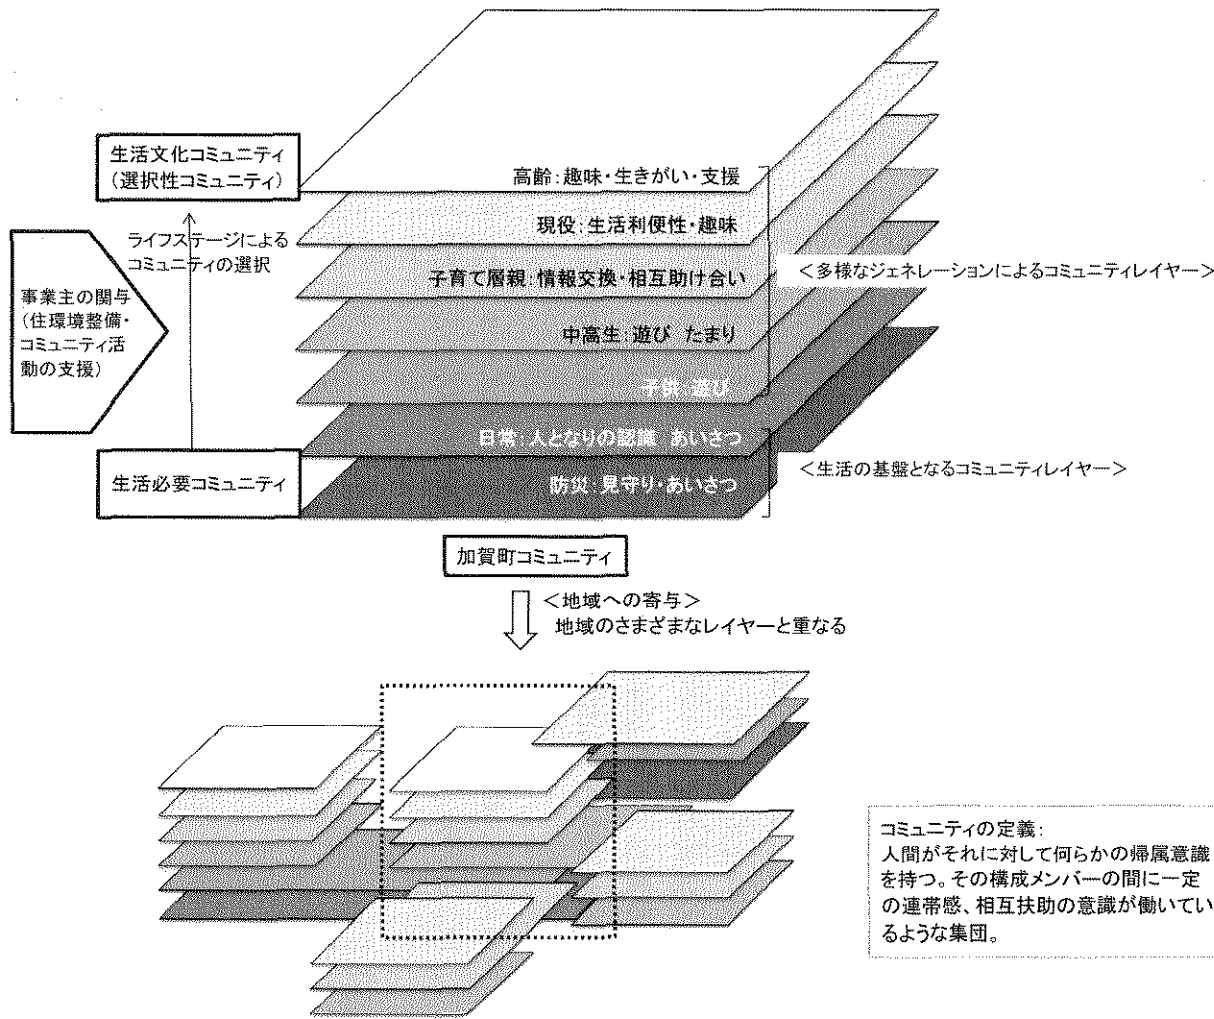 生活文化コミュニティ
(選択性コミュニティ)
高齢:趣味・生きがい・支援
現役:生活利便性・趣味
ライフステージによる
コミュニティの選択
子育て層親:情報交換・相互助け合い
<多様なジェネレーションによるコミュニティレイヤー>
事業主の関与
(住環境整備・
コミュニティ活
動の支援)
中高生:遊び たまり
子供:遊び
日常:人となりの認識 あいさつ
<生活の基盤となるコミュニティレイヤー>
生活必要コミュニティ
防災:見守り・あいさつ
加賀町コミュニティ
<地域への寄与>
地域のさまざまなレイヤーと重なる
コミュニティの定義:
人間がそれに対して何らかの帰属意識
を持つ。その構成メンバーの間に一定
の連帯感、相互扶助の意識が働いてい
るような集団。